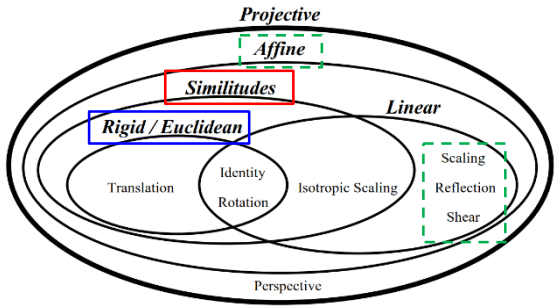 Projective
Affine
Similitudes
Linear
Rigid / Euclidean
Scaling
Identity
Translation
Isotropic Scaling
Reflection
Rotation
Shear
Perspective